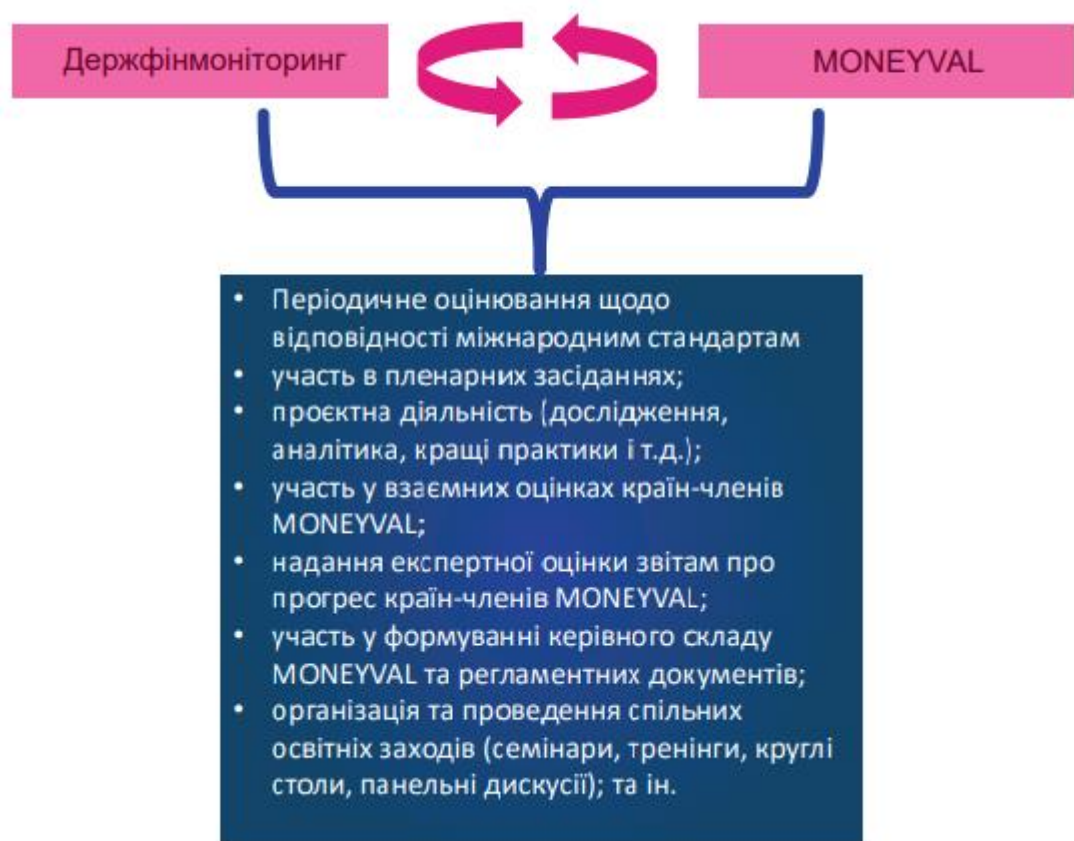 Держфінмоніторинг
MONEYVAL
• Періодичне оцінювання щодо
відповідності міжнародним стандартам
• участь в пленарних засіданнях;
• проєктна діяльність (дослідження,
аналітика, кращі практики і т.д.);
• участь у взаємних оцінках країн-членів
MONEYVAL;
• надання експертної оцінки звітам про
прогрес країн-членів MONEYVAL;
• участь у формуванні керівного складу
MONEYVAL та регламентних документів;
• організація та проведення спільних
освітніх заходів (семінари, тренінги, круглі
столи, панельні дискусії); та ін.